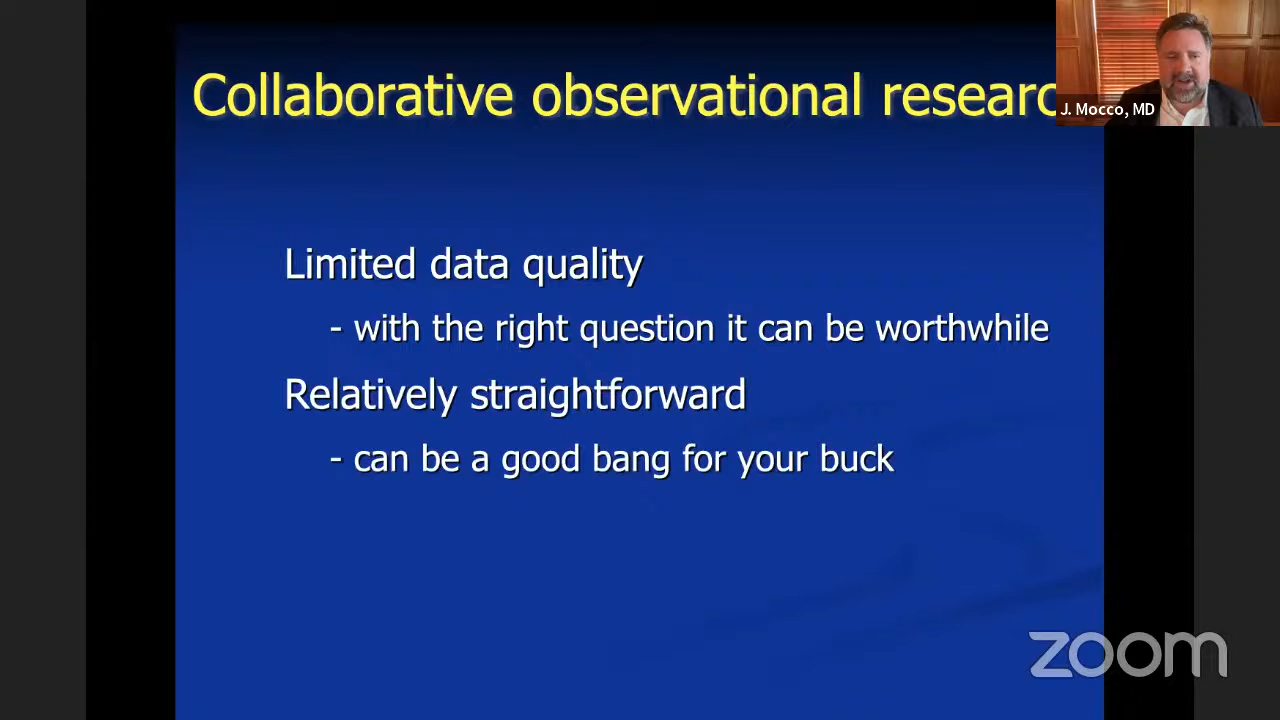 Collaborative observational researc
J. Mocco, MD
Limited data quality
- with the right question it can be worthwhile
Relatively straightforward
- can be a good bang for your buck
zoom